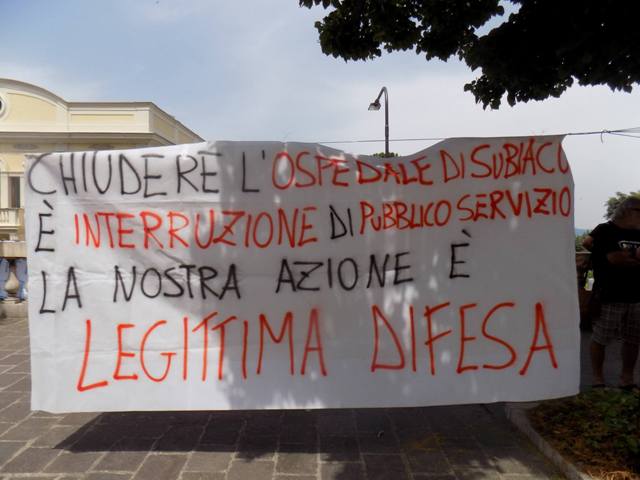 CHIUDERE L'OSPEDALE DI SUBIACO
È INTERRUZIONE DI PUBBLICO SERVIZIO
LA NOSTRA AZIONE È
LEGITTIMA DIFESA